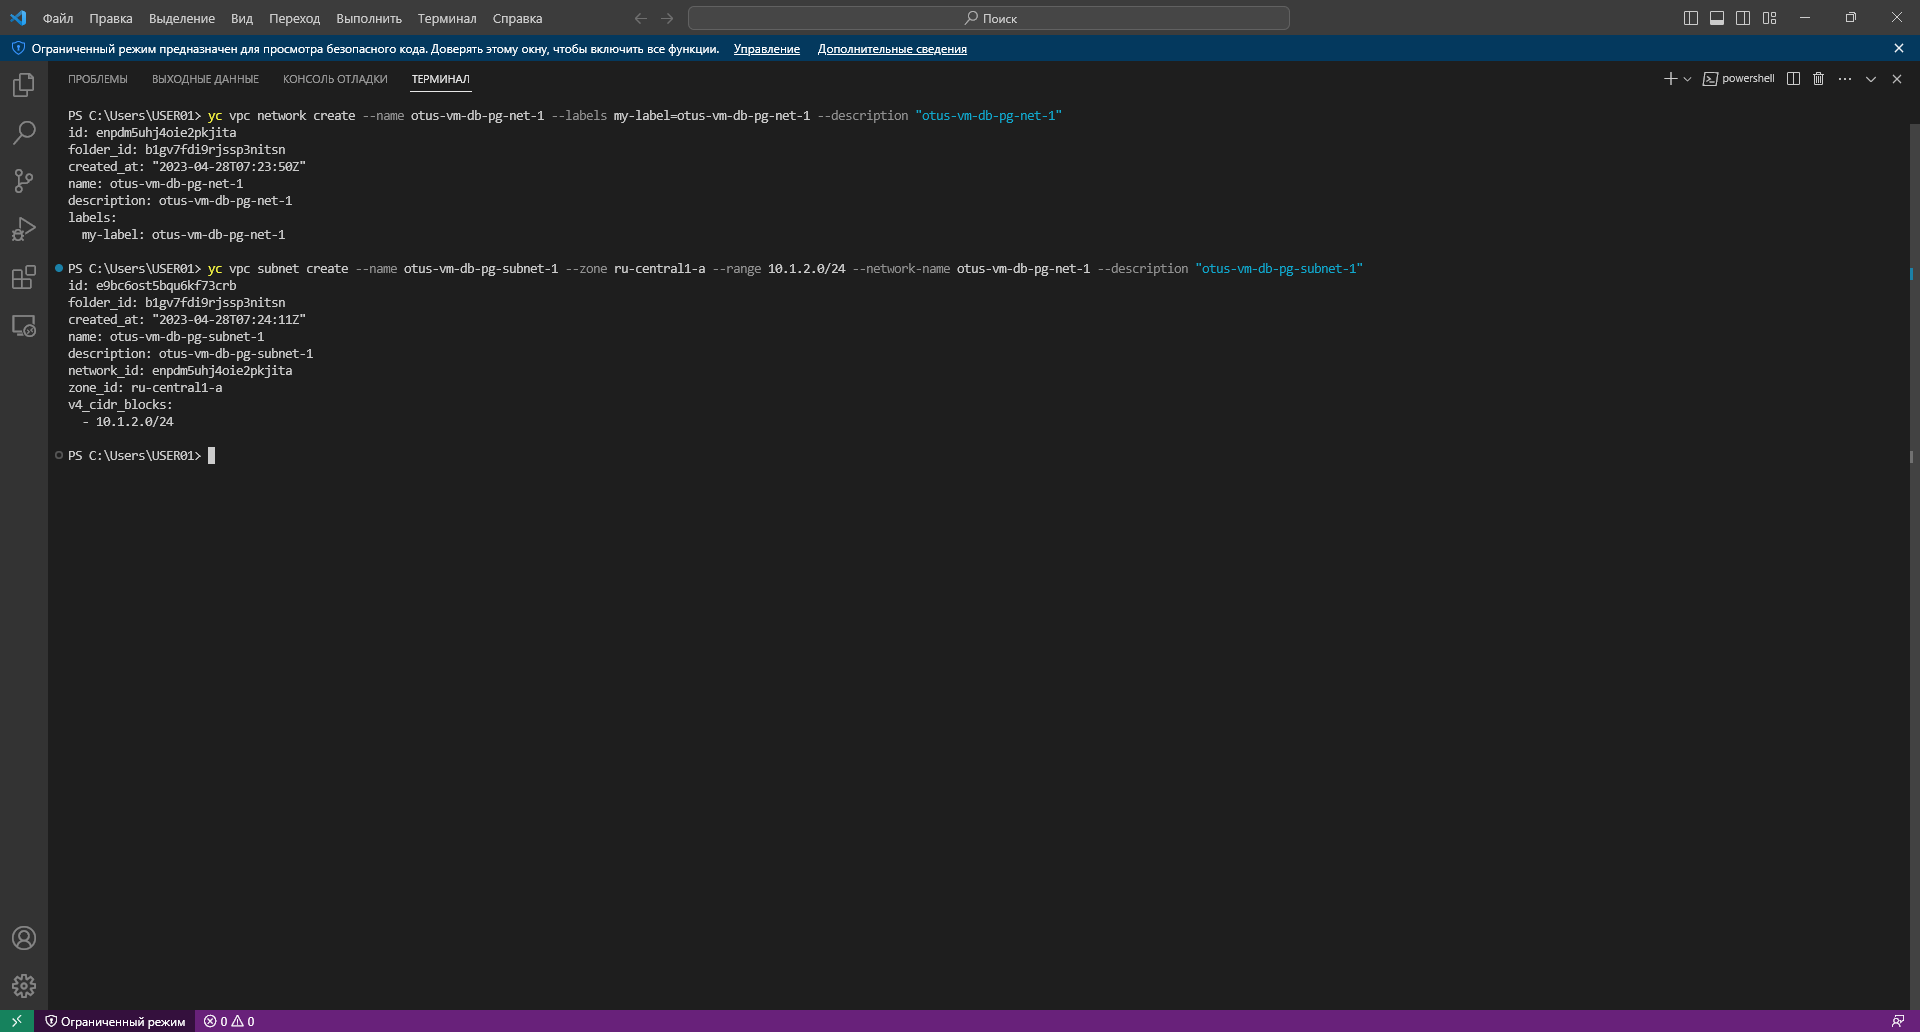 Файл Правка Выделение Вид Переход Выполнить Терминал Справка Поиск
Ограниченный режим предназначен для просмотра безопасного кода. Доверять этому окну, чтобы включить все функции. Управление Дополнительные сведения
ПРОБЛЕМЫ ВЫХОДНЫЕ ДАННЫЕ КОНСОЛЬ ОТЛАДКИ ТЕРМИНАЛ powershell
PS C:\Users\USER01> yc vpc network create --name otus-vm-db-pg-net-1 --labels my-label=otus-vm-db-pg-net-1 --description "otus-vm-db-pg-net-1"
id: enpdm5uhj4oie2pkjita
folder_id: b1gv7fdi9rjssp3nitsn
created_at: "2023-04-28T07:23:50Z"
name: otus-vm-db-pg-net-1
description: otus-vm-db-pg-net-1
labels:
  my-label: otus-vm-db-pg-net-1
PS C:\Users\USER01> yc vpc subnet create --name otus-vm-db-pg-subnet-1 --zone ru-central1-a --range 10.1.2.0/24 --network-name otus-vm-db-pg-net-1 --description "otus-vm-db-pg-subnet-1"
id: e9bc6ost5bqu6kf73crb
folder_id: b1gv7fdi9rjssp3nitsn
created_at: "2023-04-28T07:24:11Z"
name: otus-vm-db-pg-subnet-1
description: otus-vm-db-pg-subnet-1
network_id: enpdm5uhj4oie2pkjita
zone_id: ru-central1-a
v4_cidr_blocks:
  - 10.1.2.0/24
PS C:\Users\USER01>
Ограниченный режим 0 0